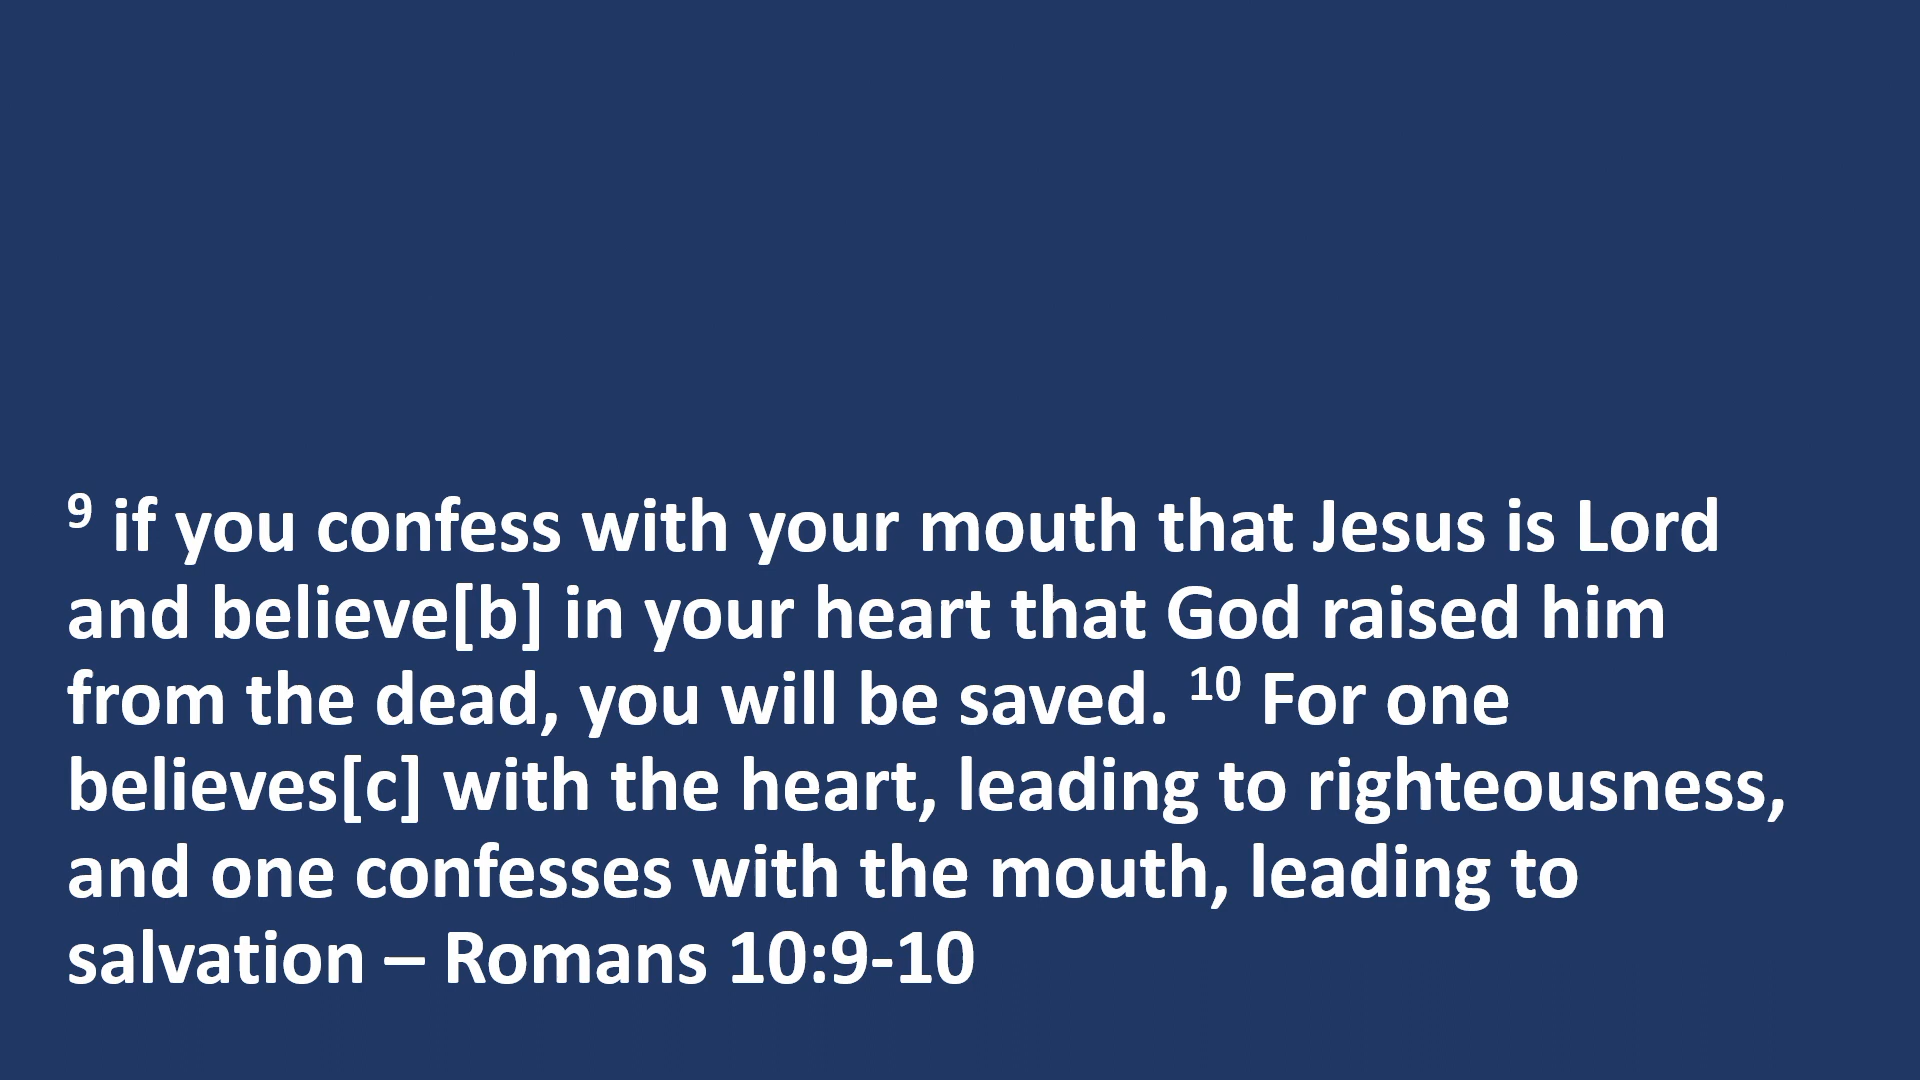 9 if you confess with your mouth that Jesus is Lord
and believe[b] in your heart that God raised him
from the dead, you will be saved. 10 For one
believes[c] with the heart, leading to righteousness,
and one confesses with the mouth, leading to
salvation – Romans 10:9-10